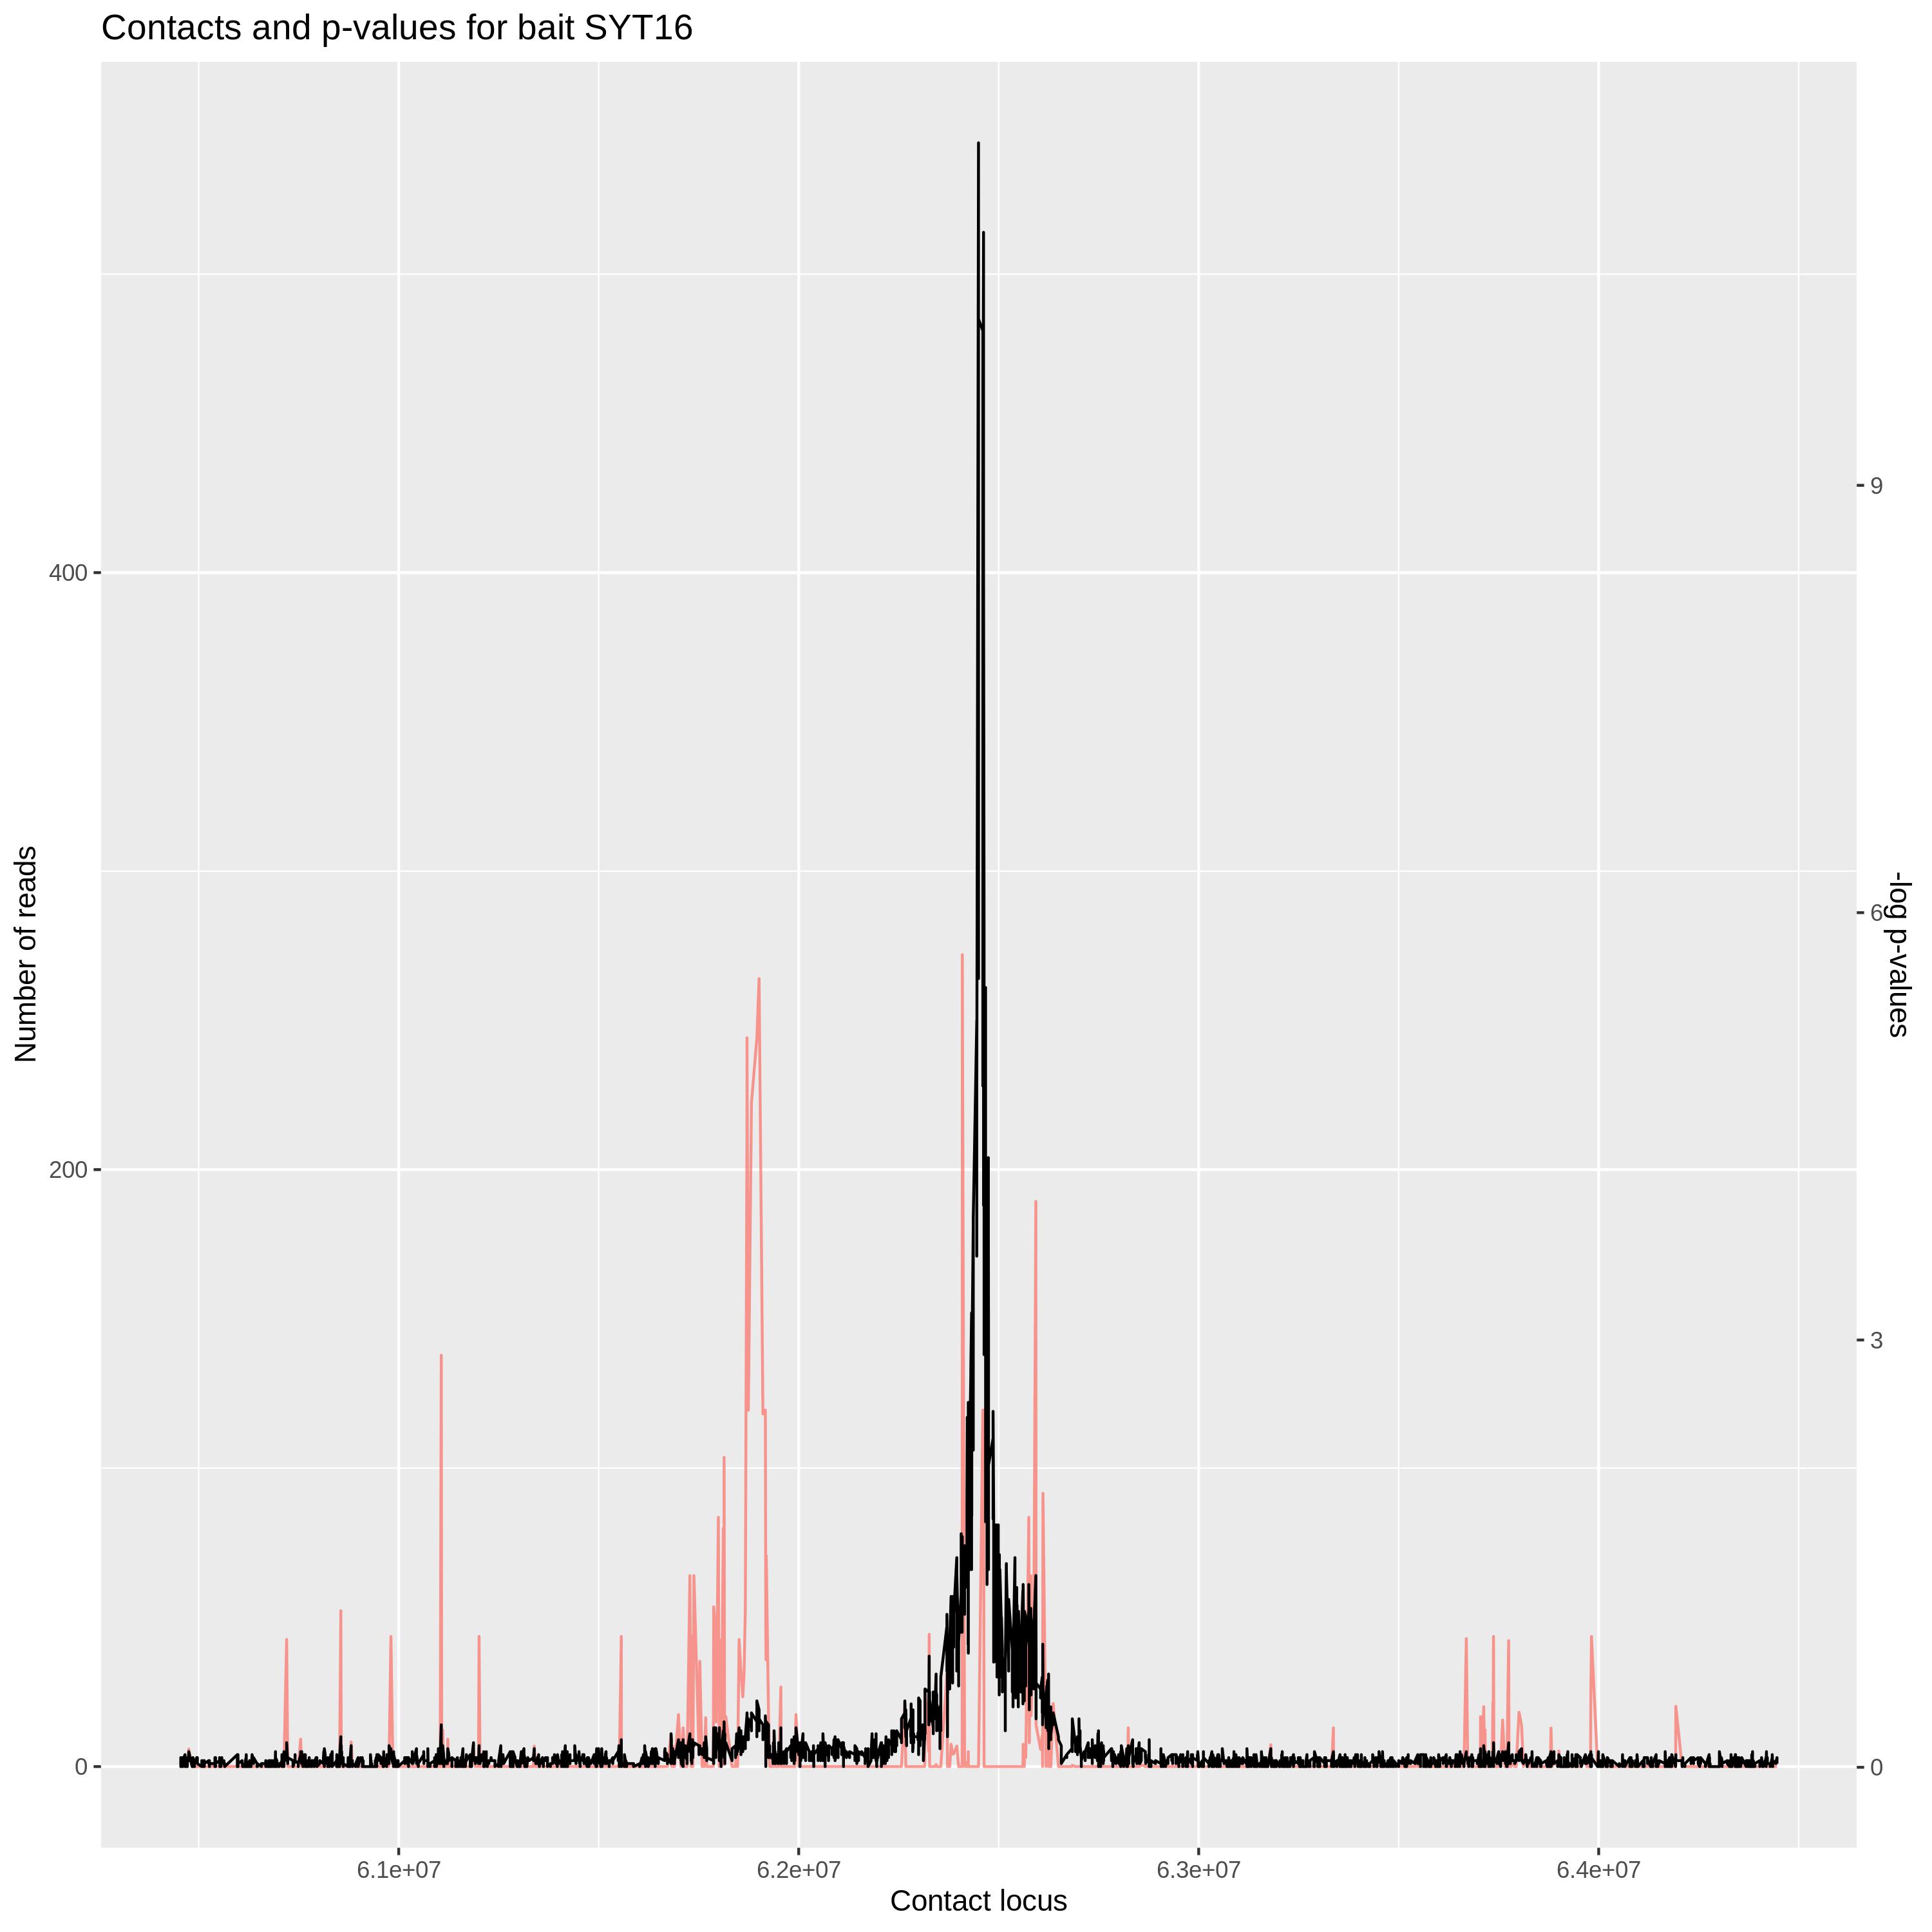 Contacts and p-values for bait SYT16
Number of reads
400
200
0
9
6
3
0
-log p-values
6.1e+07 6.2e+07 6.3e+07 6.4e+07
Contact locus